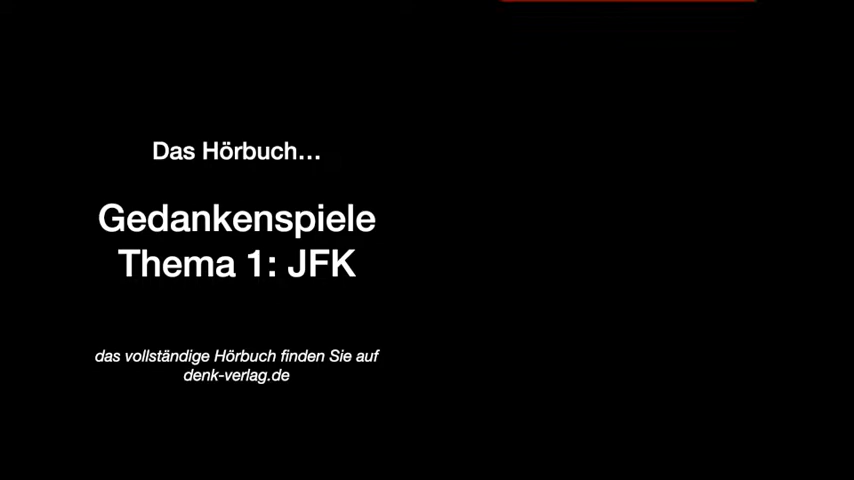 Das Hörbuch...
Gedankenspiele
Thema 1: JFK
das vollständige Hörbuch finden Sie auf
denk-verlag.de